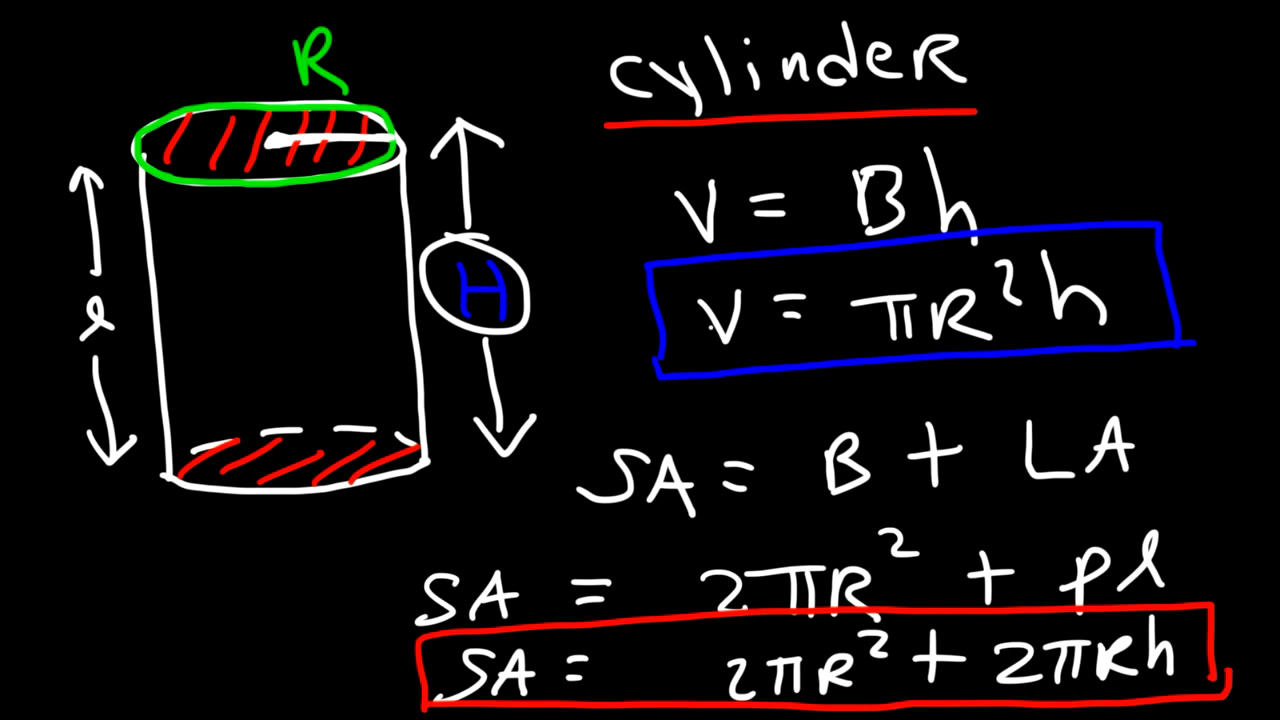 R
cylinder
V = Bh
H
V = πR²h
l
SA = B + LA
SA = 2πR² + pl
SA = 2πR² + 2πRh